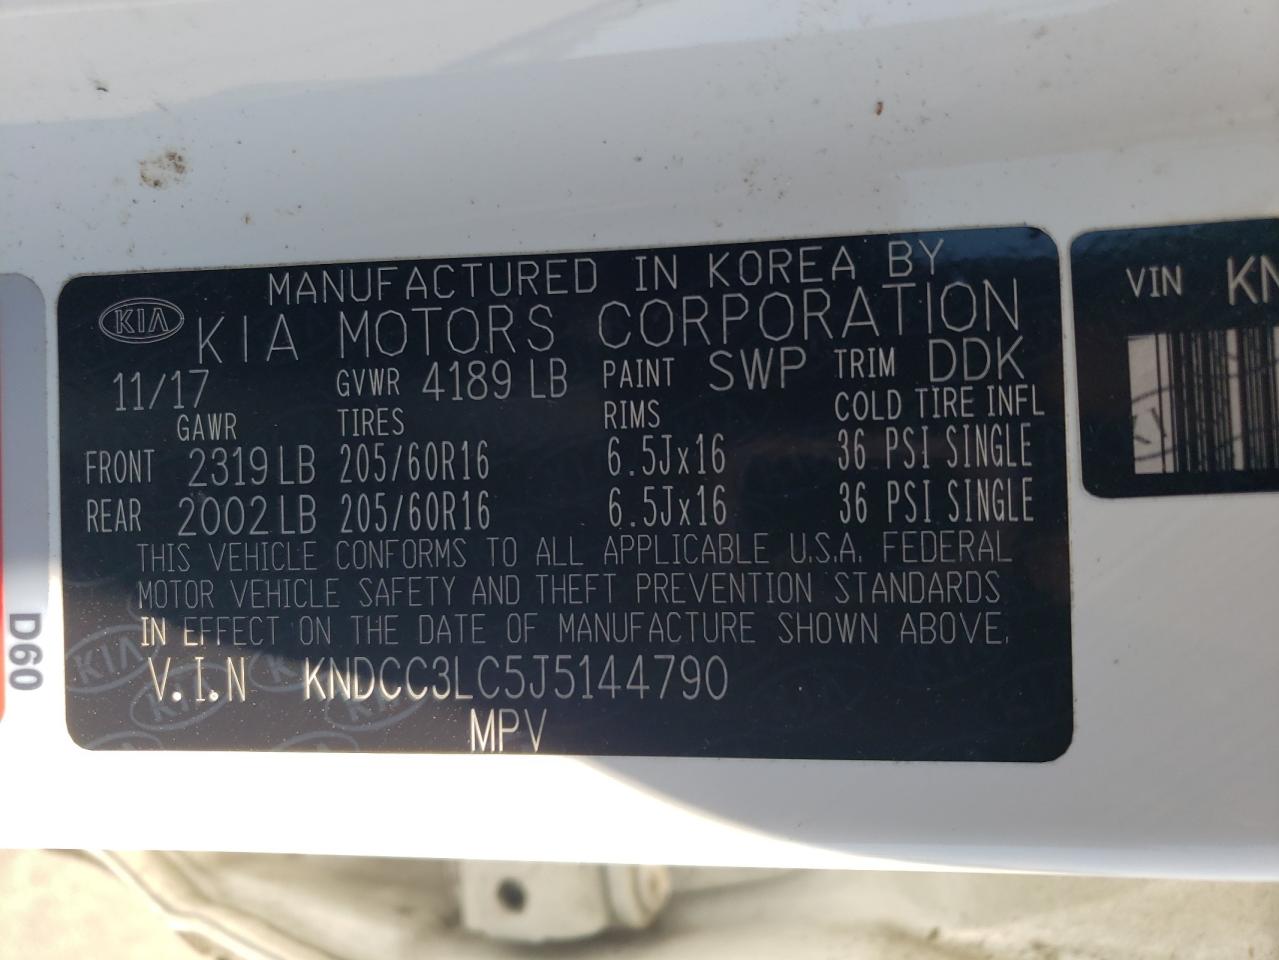 MANUFACTURED IN KOREA BY
KIA KIA MOTORS CORPORATION
11/17 GVWR 4189 LB PAINT SWP TRIM DDK
GAWR TIRES RIMS COLD TIRE INFL
FRONT 2319 LB 205/60R16 6.5Jx16 36 PSI SINGLE
REAR 2002 LB 205/60R16 6.5Jx16 36 PSI SINGLE
THIS VEHICLE CONFORMS TO ALL APPLICABLE U.S.A. FEDERAL
MOTOR VEHICLE SAFETY AND THEFT PREVENTION STANDARDS
IN EFFECT ON THE DATE OF MANUFACTURE SHOWN ABOVE.
V.I.N KNDCC3LC5J5144790
MPV
VIN KN
D60